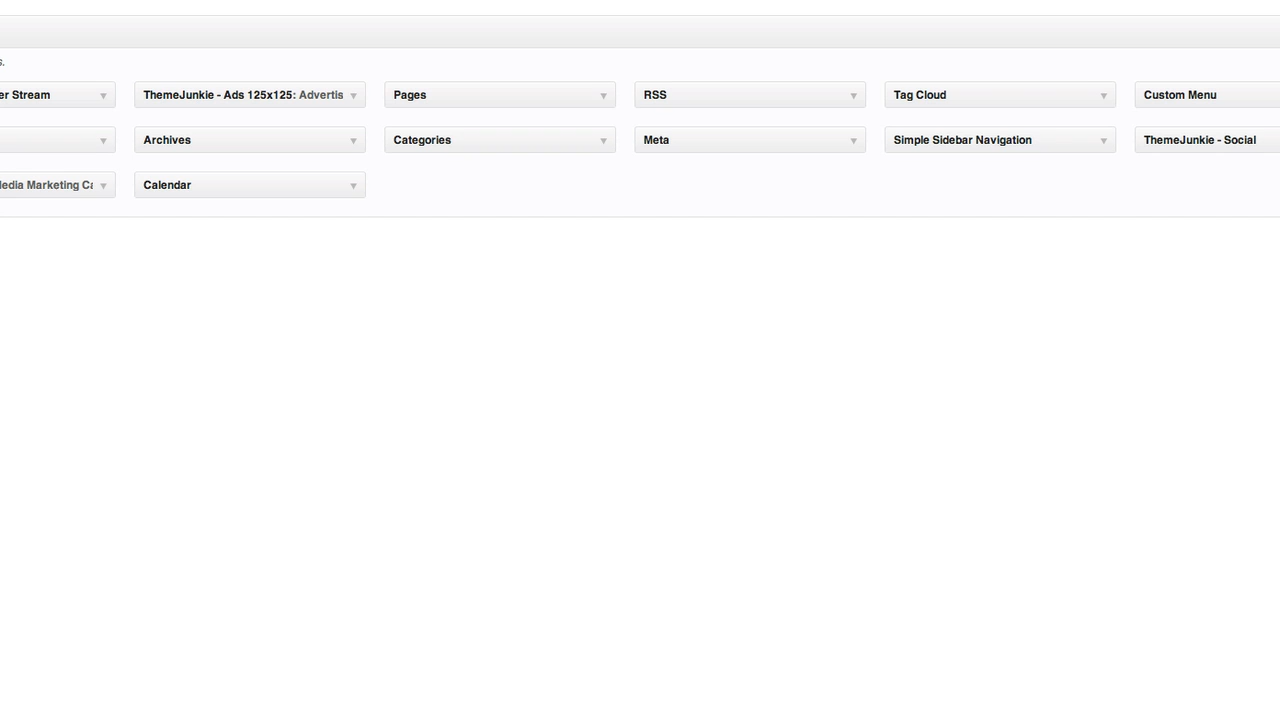 s.
er Stream ThemeJunkie - Ads 125x125: Advertis Pages RSS Tag Cloud Custom Menu
Archives Categories Meta Simple Sidebar Navigation ThemeJunkie - Social
edia Marketing Ca Calendar